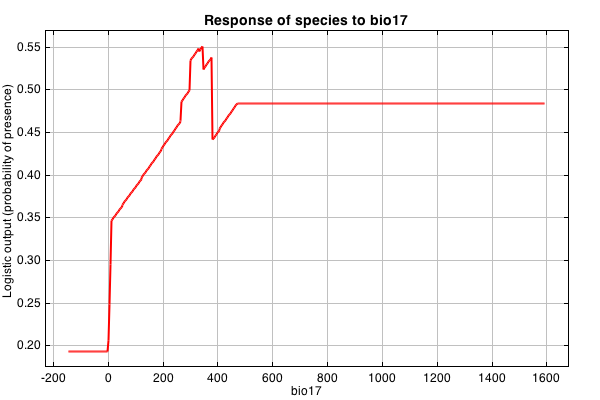 Response of species to bio17
Logistic output (probability of presence)
0.55
0.50
0.45
0.40
0.35
0.30
0.25
0.20
-200 0 200 400 600 800 1000 1200 1400 1600
bio17